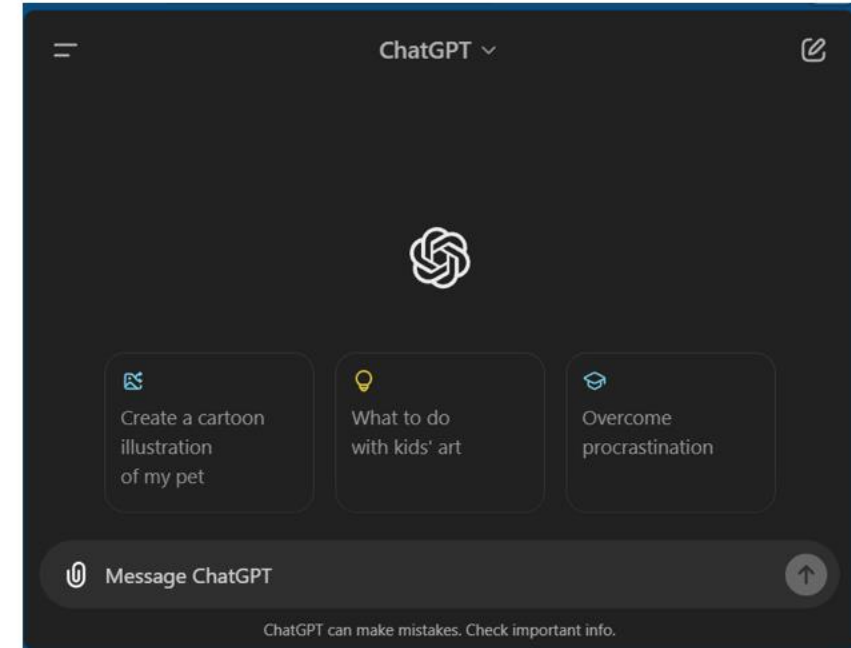 ChatGPT
Create a cartoon
illustration
of my pet
What to do
with kids' art
Overcome
procrastination
Message ChatGPT
ChatGPT can make mistakes. Check important info.